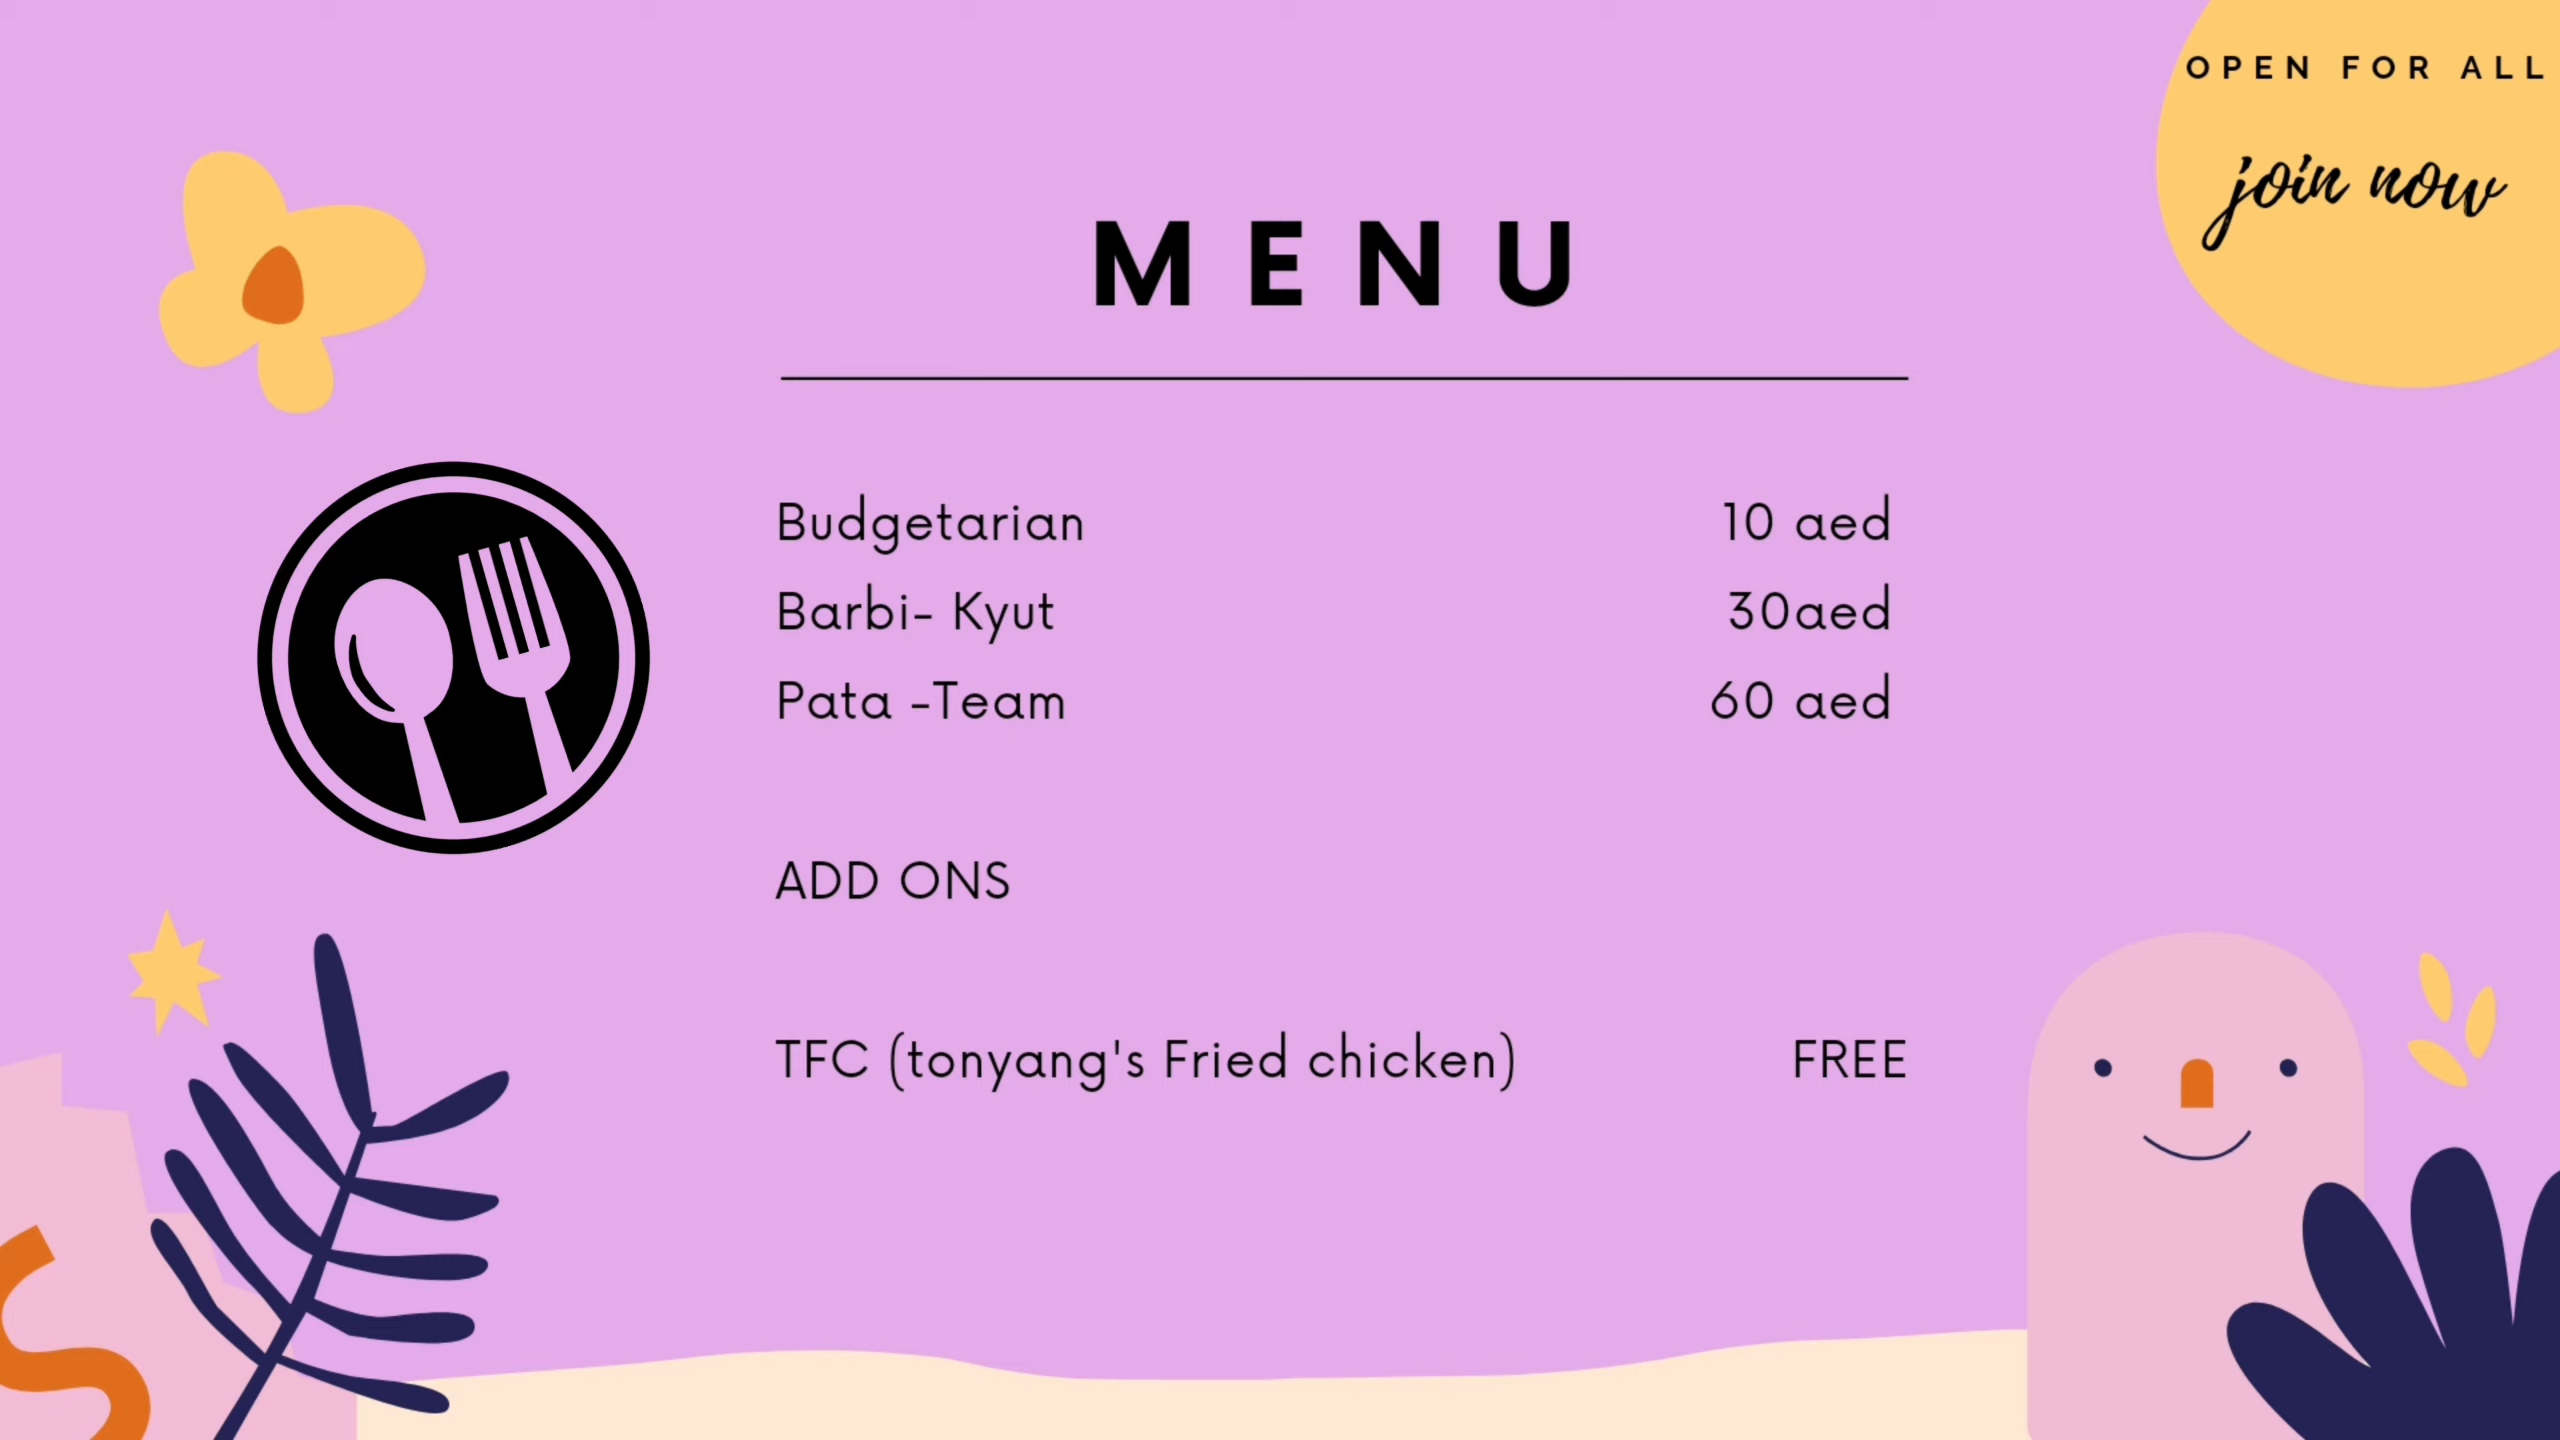 OPEN FOR ALL
join now
MENU
Budgetarian 10 aed
Barbi- Kyut 30aed
Pata -Team 60 aed
ADD ONS
TFC (tonyang's Fried chicken) FREE